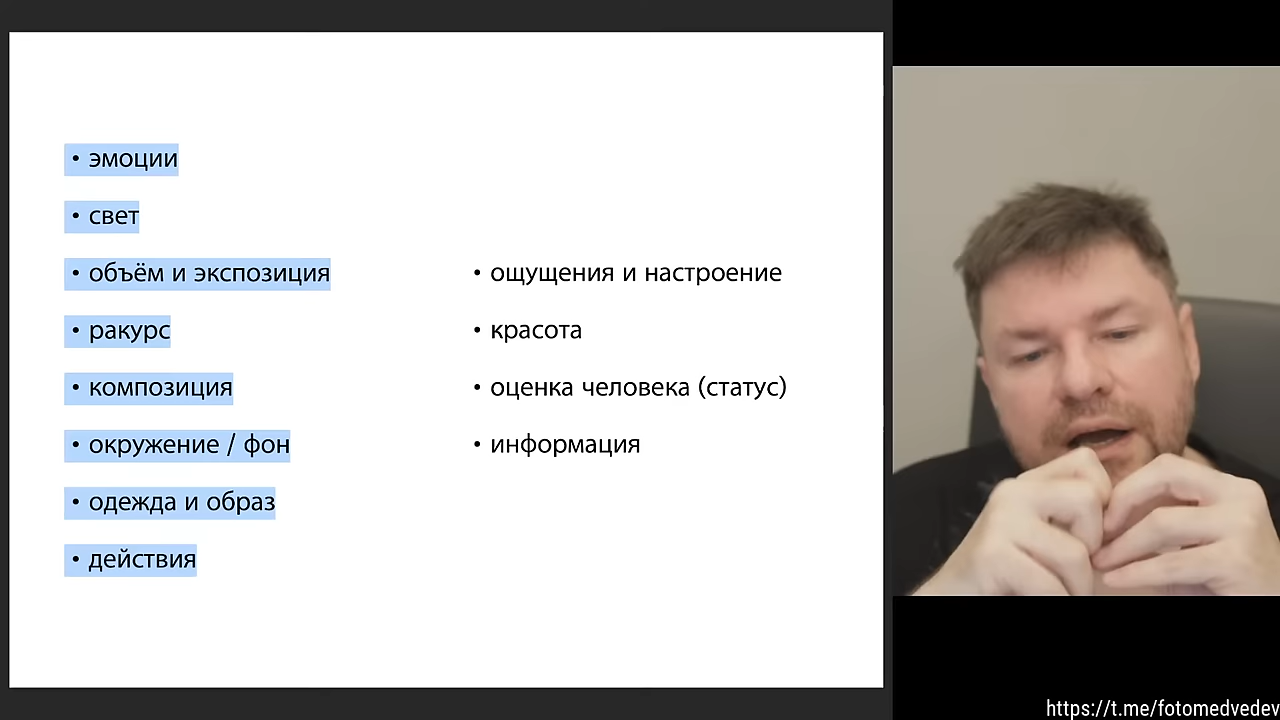 • эмоции
• свет
• объём и экспозиция
• ракурс
• композиция
• окружение / фон
• одежда и образ
• действия
• ощущения и настроение
• красота
• оценка человека (статус)
• информация
https://t.me/fotomedvedev